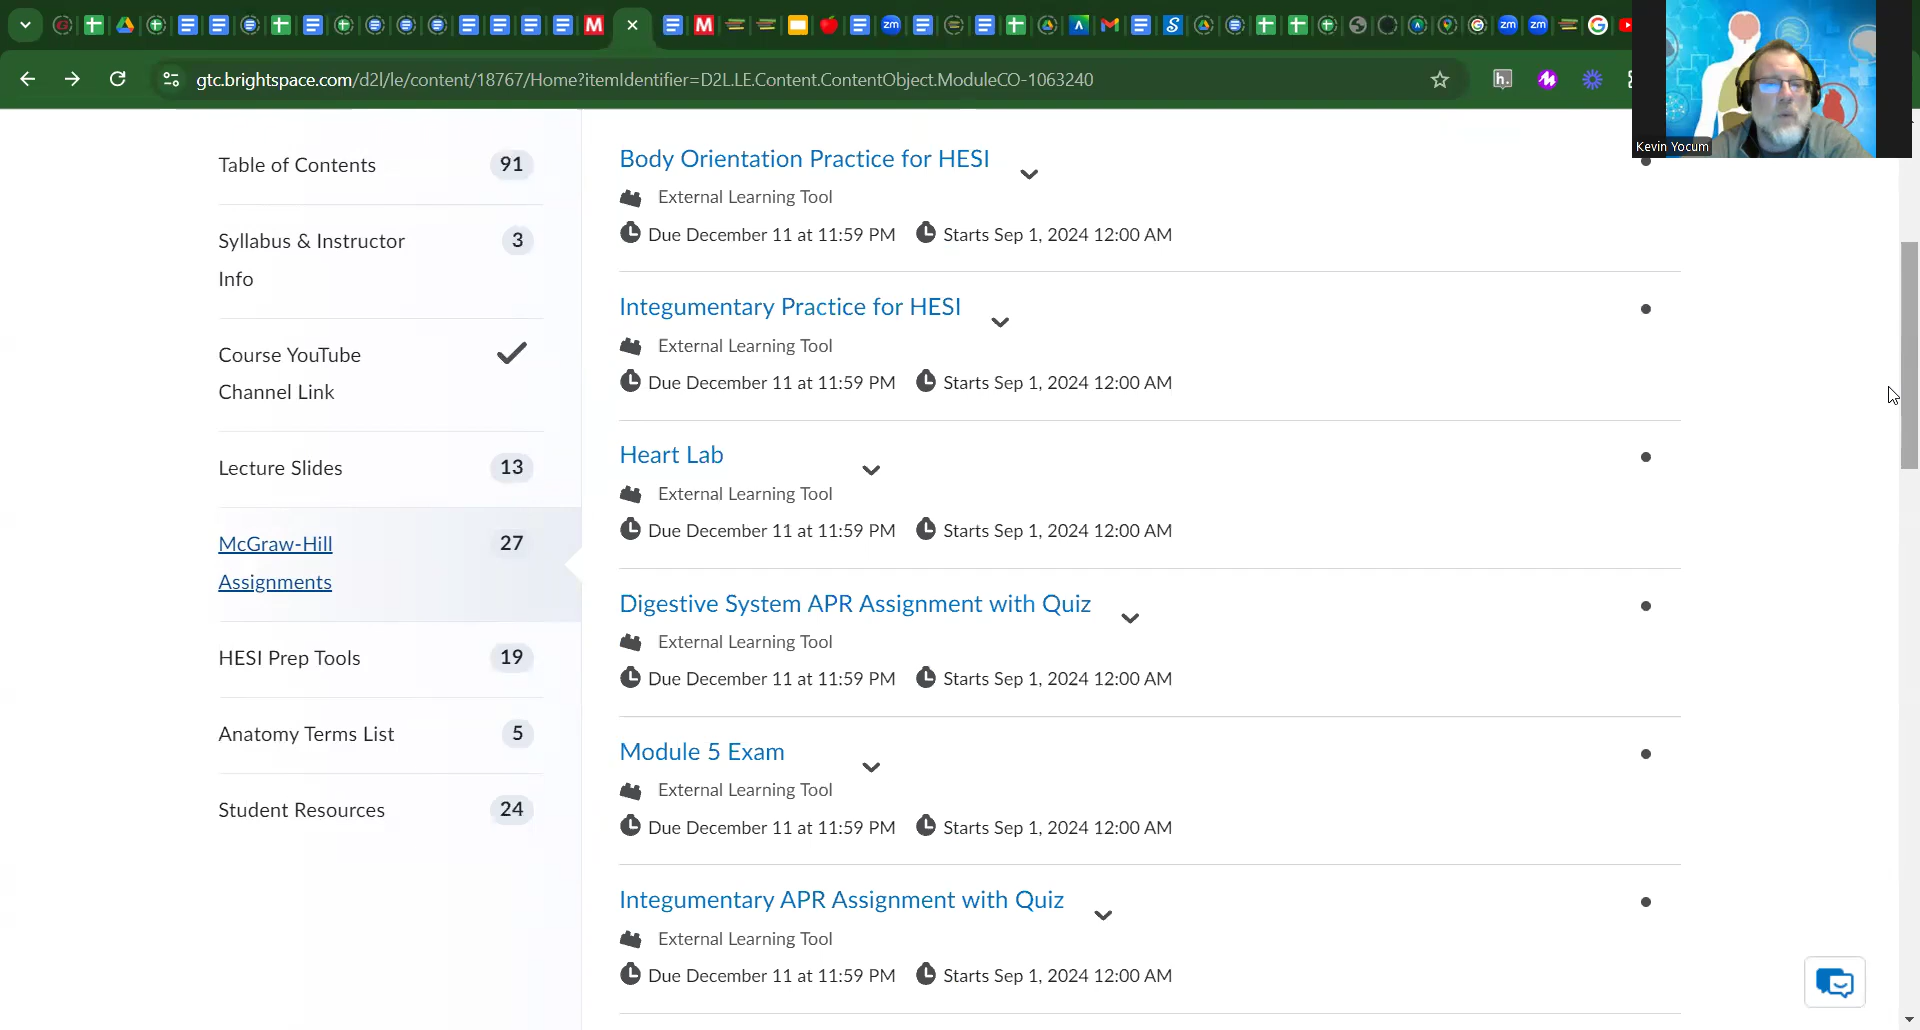 gtc.brightspace.com/d2l/le/content/18767/Home?itemIdentifier=D2L.LE.Content.ContentObject.ModuleCO-1063240
Kevin Yocum
Table of Contents 91
Syllabus & Instructor
Info 3
Course YouTube
Channel Link
Lecture Slides 13
McGraw-Hill
Assignments 27
HESI Prep Tools 19
Anatomy Terms List 5
Student Resources 24
Body Orientation Practice for HESI
External Learning Tool
Due December 11 at 11:59 PM Starts Sep 1, 2024 12:00 AM
Integumentary Practice for HESI
External Learning Tool
Due December 11 at 11:59 PM Starts Sep 1, 2024 12:00 AM
Heart Lab
External Learning Tool
Due December 11 at 11:59 PM Starts Sep 1, 2024 12:00 AM
Digestive System APR Assignment with Quiz
External Learning Tool
Due December 11 at 11:59 PM Starts Sep 1, 2024 12:00 AM
Module 5 Exam
External Learning Tool
Due December 11 at 11:59 PM Starts Sep 1, 2024 12:00 AM
Integumentary APR Assignment with Quiz
External Learning Tool
Due December 11 at 11:59 PM Starts Sep 1, 2024 12:00 AM